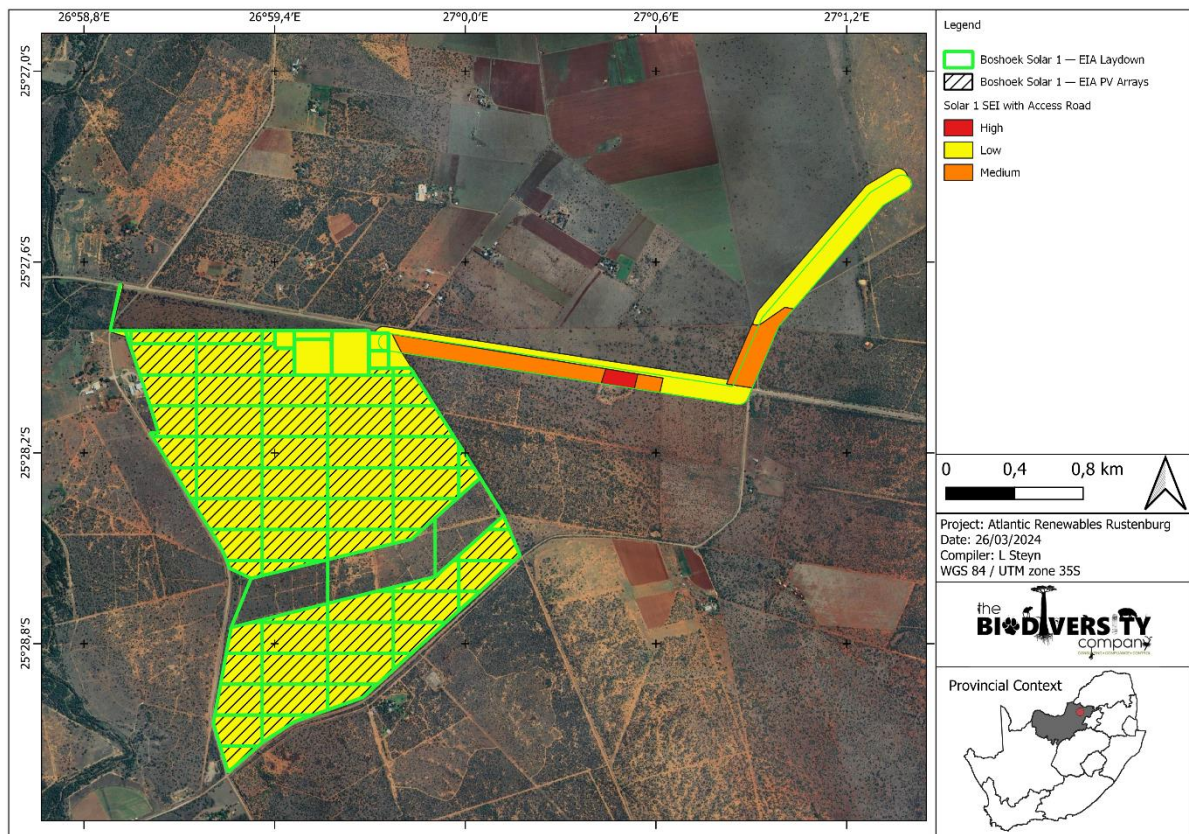 26°58,8'E 26°59,4'E 27°0,0'E 27°0,6'E 27°1,2'E
25°27,0'S
25°27,6'S
25°28,2'S
25°28,8'S
Legend
Boshoek Solar 1 — EIA Laydown
Boshoek Solar 1 — EIA PV Arrays
Solar 1 SEI with Access Road
High
Low
Medium
0 0,4 0,8 km
Project: Atlantic Renewables Rustenburg
Date: 26/03/2024
Compiler: L Steyn
WGS 84 / UTM zone 35S
the
BIODIVERSITY
company
Provincial Context